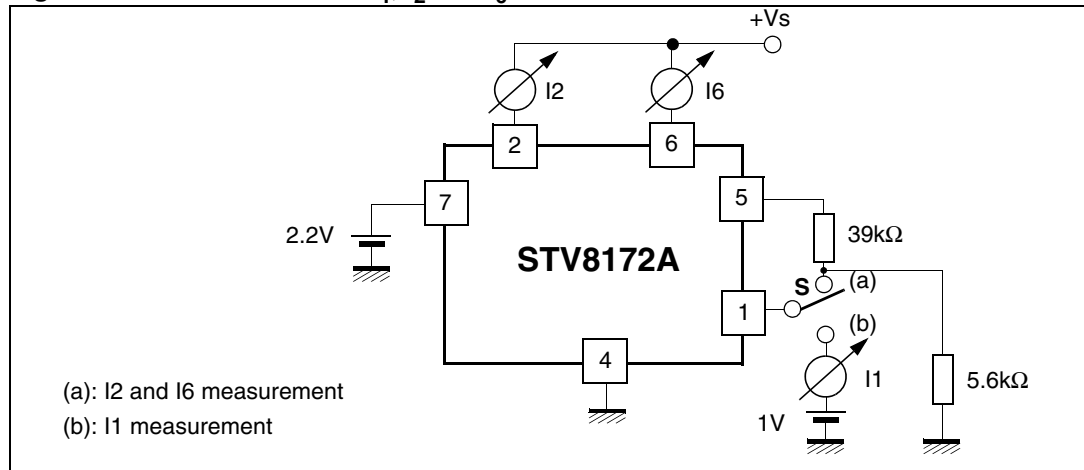 +Vs
I2
I6
2
6
7
5
2.2V
39kΩ
STV8172A
S
(a)
1
(b)
4
I1
5.6kΩ
(a): I2 and I6 measurement
1V
(b): I1 measurement